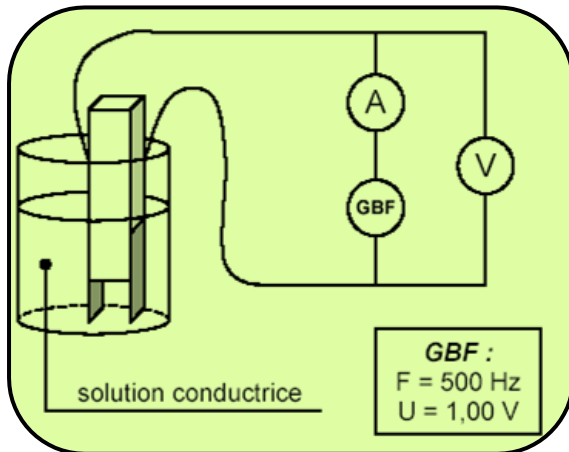 A
GBF
V
GBF :
F = 500 Hz
U = 1,00 V
solution conductrice